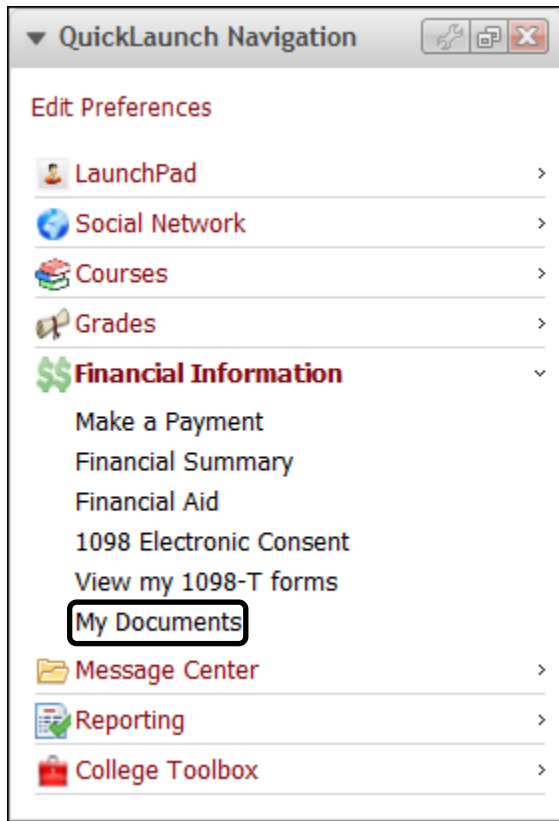 QuickLaunch Navigation
Edit Preferences
LaunchPad
Social Network
Courses
Grades
$$ Financial Information
Make a Payment
Financial Summary
Financial Aid
1098 Electronic Consent
View my 1098-T forms
My Documents
Message Center
Reporting
College Toolbox